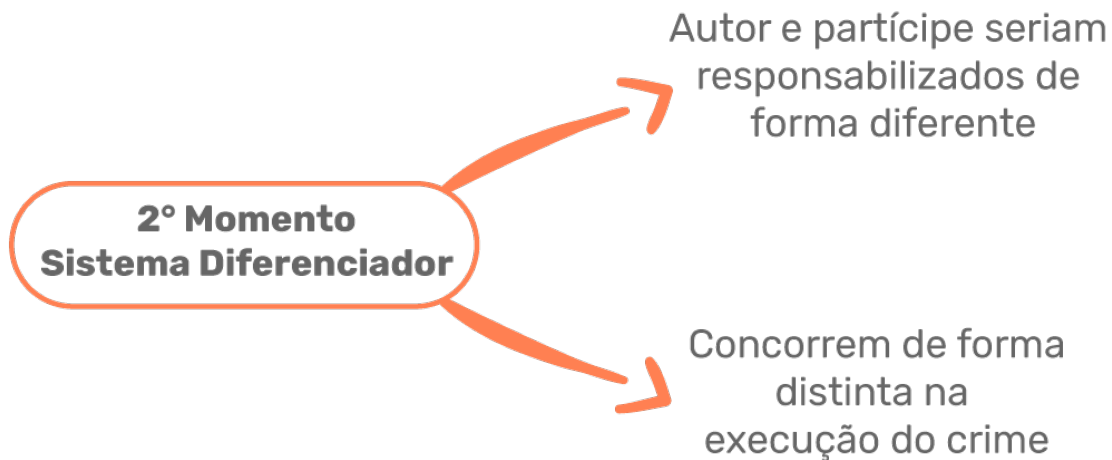 Autor e partícipe seriam
responsabilizados de
forma diferente
2° Momento
Sistema Diferenciador
Concorrem de forma
distinta na
execução do crime